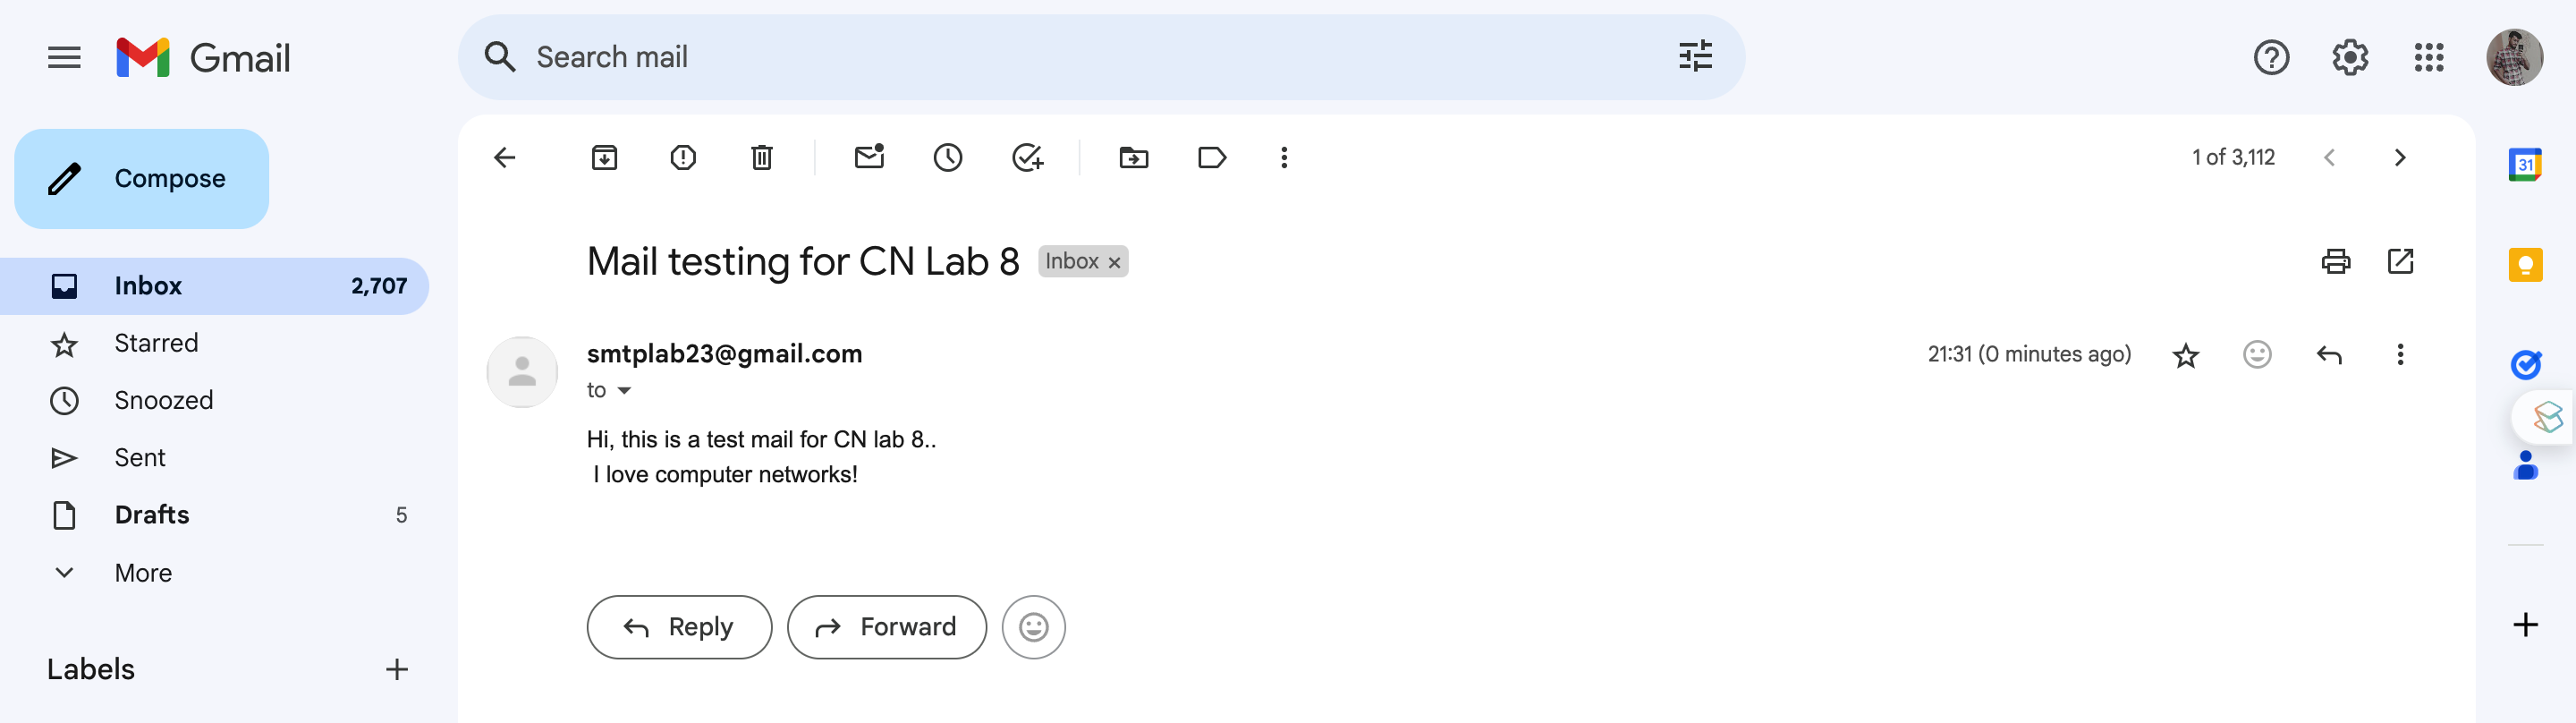 Gmail
Search mail
Compose
1 of 3,112
Inbox 2,707
Starred
Snoozed
Sent
Drafts 5
More
Labels
Mail testing for CN Lab 8 Inbox ×
smtplab23@gmail.com 21:31 (0 minutes ago)
to
Hi, this is a test mail for CN lab 8..
I love computer networks!
Reply Forward
31